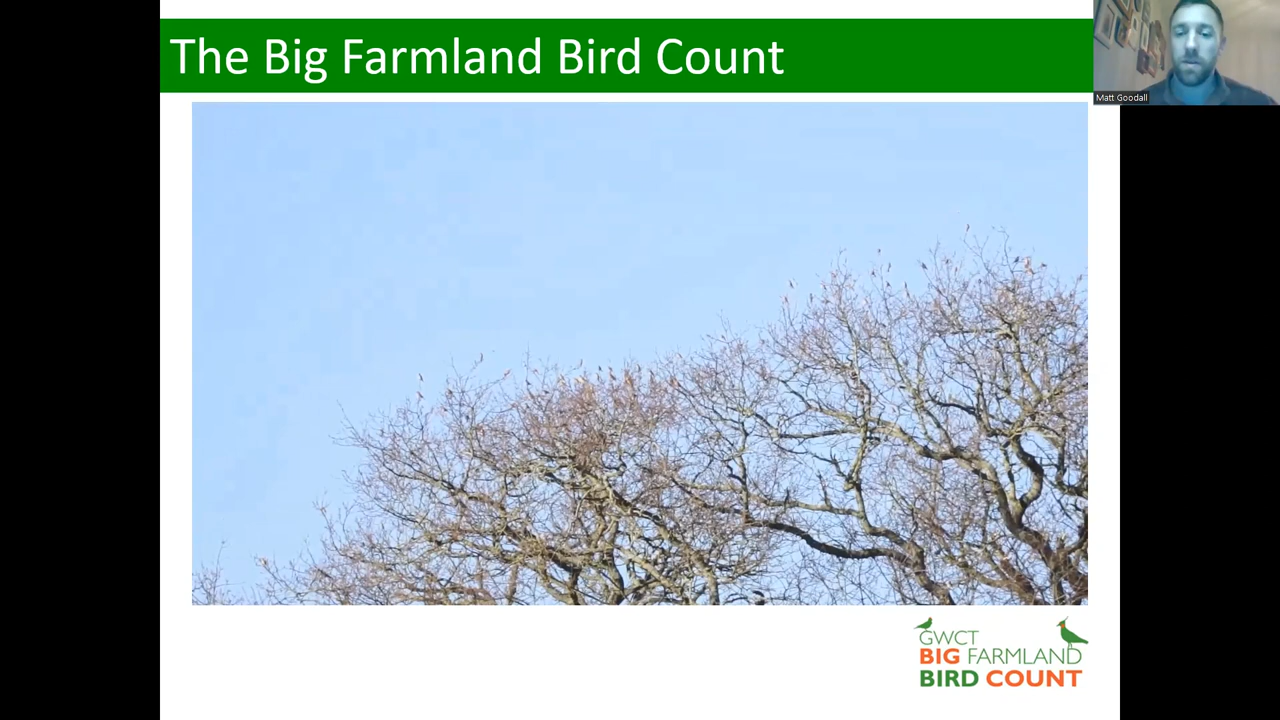 The Big Farmland Bird Count
Matt Goodall
GWCT
BIG FARMLAND
BIRD COUNT